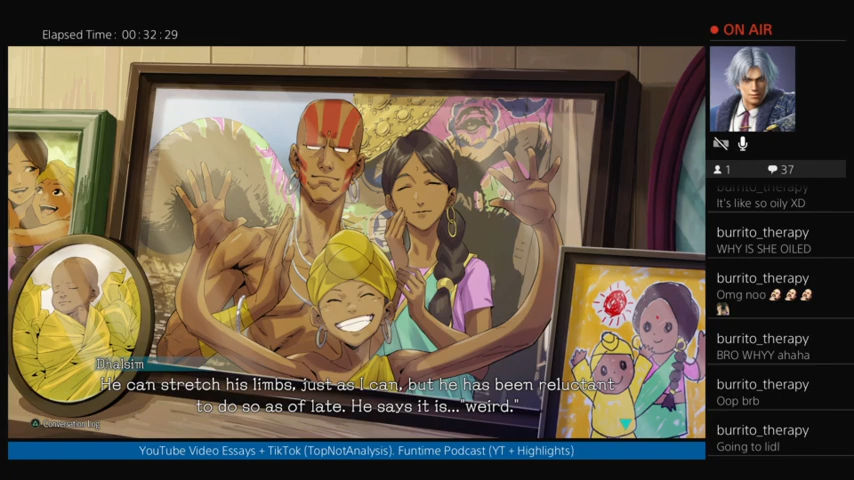 Elapsed Time: 00:32:29
ON AIR
1
37
burrito_therapy
It's like so oily XD
burrito_therapy
WHY IS SHE OILED
burrito_therapy
Omg noo
burrito_therapy
BRO WHYY ahaha
burrito_therapy
Oop brb
burrito_therapy
Going to lidl
Dhalsim
He can stretch his limbs, just as I can, but he has been reluctant
to do so as of late. He says it is..."weird."
Conversation Log
YouTube Video Essays + TikTok (TopNotAnalysis). Funtime Podcast (YT + Highlights)